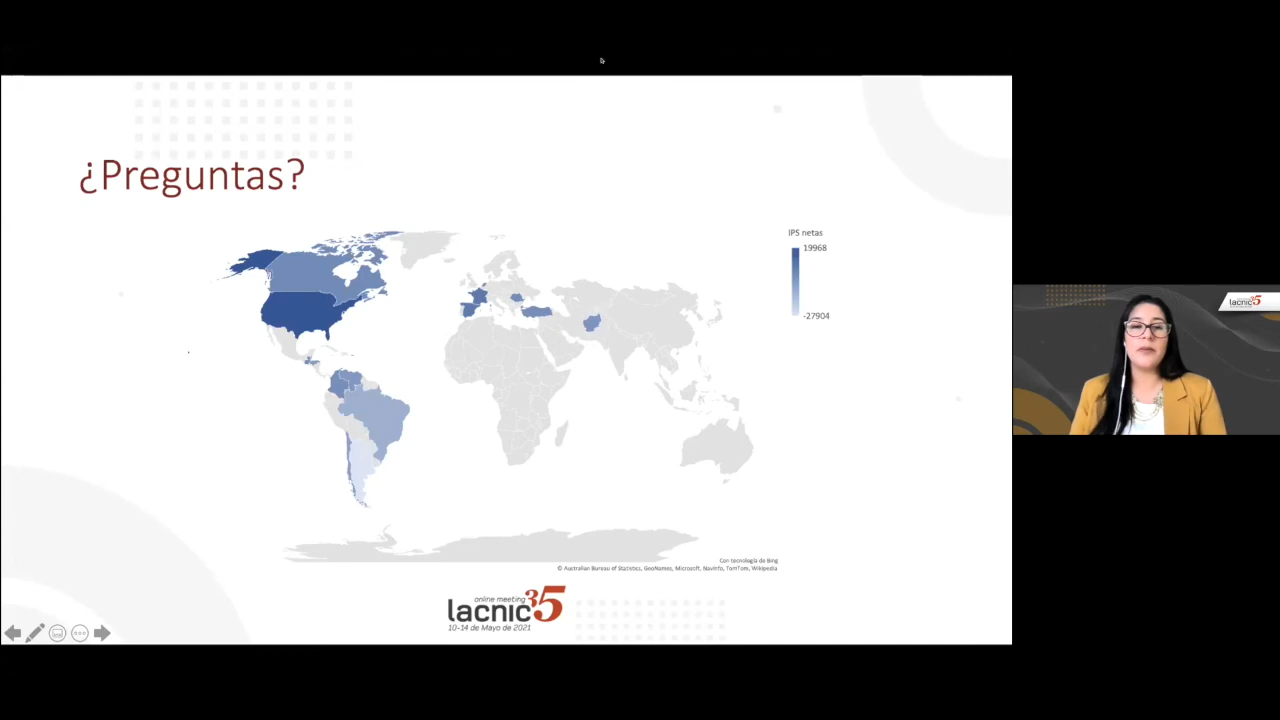 ¿Preguntas?
IPS netas
19968
-27904
Con tecnología de Bing
© Australian Bureau of Statistics, GeoNames, Microsoft, Navinfo, TomTom, Wikipedia
online meeting
lacnic35
10-14 de Mayo de 2021
lacnic35